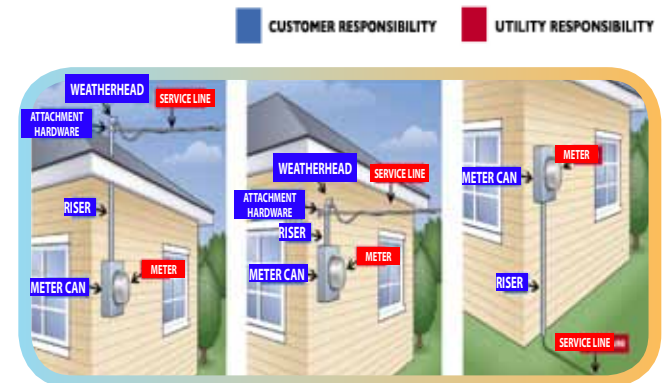 CUSTOMER RESPONSIBILITY
UTILITY RESPONSIBILITY
WEATHERHEAD
SERVICE LINE
ATTACHMENT
HARDWARE
RISER
METER
METER CAN
WEATHERHEAD
SERVICE LINE
ATTACHMENT
HARDWARE
RISER
METER
METER CAN
METER
METER CAN
RISER
SERVICE LINE